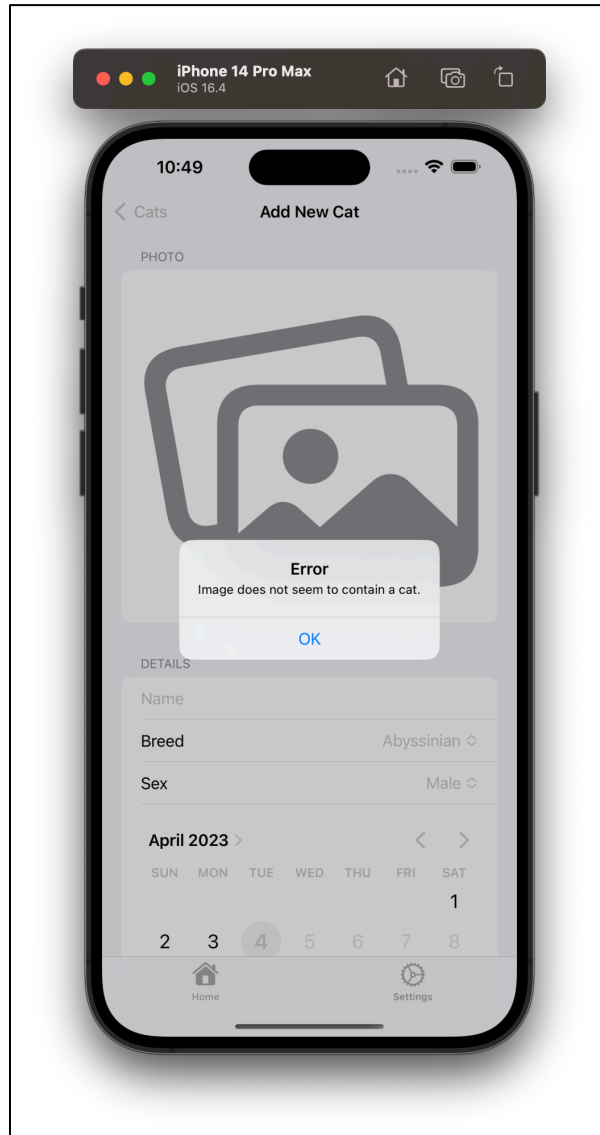 iPhone 14 Pro Max
iOS 16.4
10:49
Cats
Add New Cat
PHOTO
Error
Image does not seem to contain a cat.
OK
DETAILS
Name
Breed Abyssinian
Sex Male
April 2023
SUN MON TUE WED THU FRI SAT
1
2 3 4 5 6 7 8
Home Settings